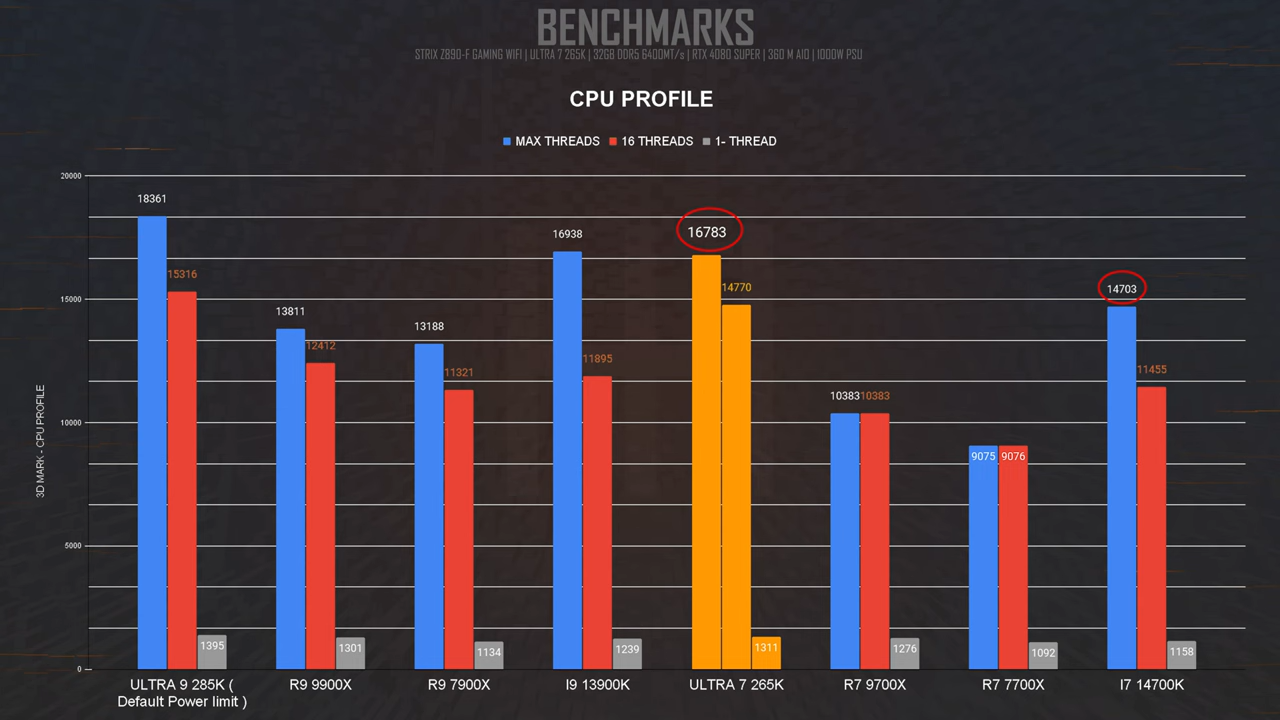 BENCHMARKS
STRIX Z890-F GAMING WIFI | ULTRA 7 265K | 32GB DDR5 6400MT/s | RTX 4080 SUPER | 360 M AIO | 1000W PSU
CPU PROFILE
MAX THREADS 16 THREADS 1- THREAD
3D MARK - CPU PROFILE
20000
15000
10000
5000
0
18361
15316
1395
13811
12412
1301
13188
11321
1134
16938
11895
1239
16783
14770
1311
10383
10383
1276
9075
9076
1092
14703
11455
1158
ULTRA 9 285K (
Default Power limit )
R9 9900X
R9 7900X
I9 13900K
ULTRA 7 265K
R7 9700X
R7 7700X
I7 14700K